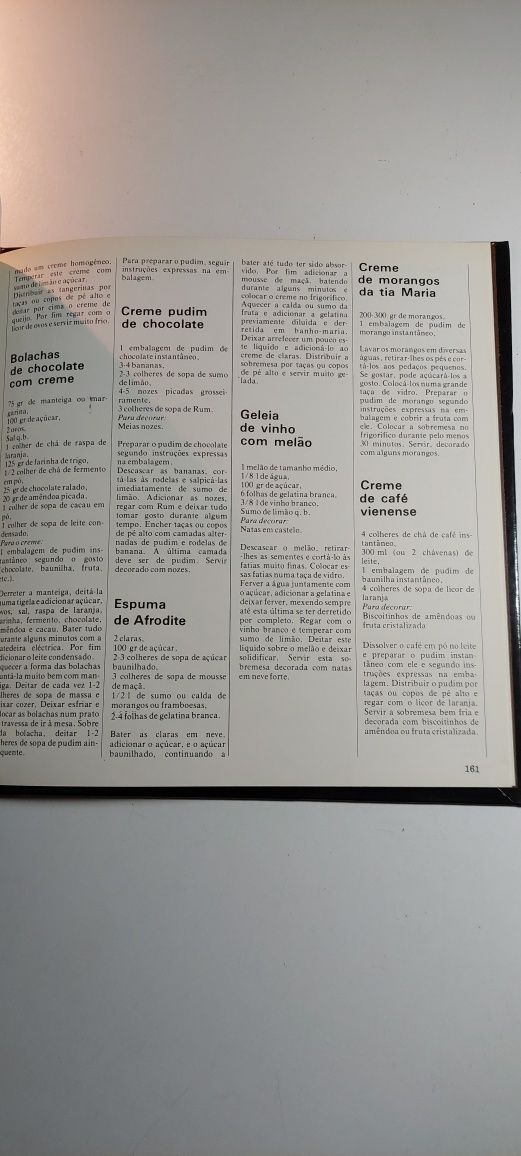 mado um creme homogéneo.
Temperar este creme com
sumo de limão e açúcar.
Distribuir as tangerinas por
taças ou copos de pé alto e
deitar por cima o creme de
queijo. Por fim regar com o
licor de ovos e servir muito frio.
Bolachas
de chocolate
com creme
75 gr de manteiga ou mar-
garina,
100 gr de açúcar,
2 ovos,
Sal q. b.
1 colher de chá de raspa de
laranja,
125 gr de farinha de trigo,
1/2 colher de chá de fermento
em pó,
25 gr de chocolate ralado,
20 gr de amêndoa picada,
1 colher de sopa de cacau em
pó,
1 colher de sopa de leite con-
densado.
Para o creme:
1 embalagem de pudim ins-
tantâneo segundo o gosto
(chocolate, baunilha, fruta,
etc.).
Derreter a manteiga, deitá-la
numa tigela e adicionar açúcar,
ovos, sal, raspa de laranja,
farinha, fermento, chocolate,
amêndoa e cacau. Bater tudo
durante alguns minutos com a
batedeira eléctrica. Por fim
adicionar o leite condensado.
quecer a forma das bolachas
untá-la muito bem com man-
iga. Deitar de cada vez 1-2
lheres de sopa de massa e
ixar cozer. Deixar esfriar e
locar as bolachas num prato
travessa de ir à mesa. Sobre
da bolacha, deitar 1-2
heres de sopa de pudim ain-
quente.
Para preparar o pudim, seguir
instruções expressas na em-
balagem.
Creme pudim
de chocolate
1 embalagem de pudim de
chocolate instantâneo,
3-4 bananas,
2-3 colheres de sopa de sumo
de limão,
4-5 nozes picadas grossei-
ramente,
3 colheres de sopa de Rum.
Para decorar:
Meias nozes.
Preparar o pudim de chocolate
segundo instruções expressas
na embalagem.
Descascar as bananas, cor-
tá-las às rodelas e salpicá-las
imediatamente de sumo de
limão. Adicionar as nozes,
regar com Rum e deixar tudo
tomar gosto durante algum
tempo. Encher taças ou copos
de pé alto com camadas alter-
nadas de pudim e rodelas de
banana. A última camada
deve ser de pudim. Servir
decorado com nozes.
Espuma
de Afrodite
2 claras,
100 gr de açúcar,
2-3 colheres de sopa de açúcar
baunilhado,
3 colheres de sopa de mousse
de maçã,
1/2 l de sumo ou calda de
morangos ou framboesas,
2-4 folhas de gelatina branca.
Bater as claras em neve,
adicionar o açúcar, e o açúcar
baunilhado, continuando a
bater até tudo ter sido absor-
vido. Por fim adicionar a
mousse de maçã, batendo
durante alguns minutos e
colocar o creme no frigorífico.
Aquecer a calda ou sumo da
fruta e adicionar a gelatina
previamente diluída e der-
retida em banho-maria.
Deixar arrefecer um pouco es-
te líquido e adicioná-lo ao
creme de claras. Distribuir a
sobremesa por taças ou copos
de pé alto e servir muito ge-
lada.
Geleia
de vinho
com melão
1 melão de tamanho médio,
1/8 l de água,
100 gr de açúcar,
6 folhas de gelatina branca,
3/8 l de vinho branco,
Sumo de limão q. b.
Para decorar:
Natas em castelo.
Descascar o melão, retirar-
-lhes as sementes e cortá-lo às
fatias muito finas. Colocar es-
sas fatias numa taça de vidro.
Ferver a água juntamente com
o açúcar, adicionar a gelatina e
deixar ferver, mexendo sempre
até esta última se ter derretido
por completo. Regar com o
vinho branco e temperar com
sumo de limão. Deitar este
líquido sobre o melão e deixar
solidificar. Servir esta so-
bremesa decorada com natas
em neve forte.
Creme
de morangos
da tia Maria
200-300 gr de morangos,
1 embalagem de pudim de
morango instantâneo,
Lavar os morangos em diversas
águas, retirar-lhes os pés e cor-
tá-los aos pedaços pequenos.
Se gostar, pode açúcará-los a
gosto. Colocá-los numa grande
taça de vidro. Preparar o
pudim de morango segundo
instruções expressas na em-
balagem e cobrir a fruta com
ele. Colocar a sobremesa no
frigorífico durante pelo menos
30 minutos. Servir, decorado
com alguns morangos.
Creme
de café
vienense
4 colheres de chá de café ins-
tantâneo,
300 ml (ou 2 chávenas) de
leite,
1 embalagem de pudim de
baunilha instantâneo,
4 colheres de sopa de licor de
laranja
Para decorar:
Biscoitinhos de amêndoas ou
fruta cristalizada
Dissolver o café em pó no leite
e preparar o pudim instan-
tâneo com ele e segundo ins-
truções expressas na emba-
lagem. Distribuir o pudim por
taças ou copos de pé alto e
regar com o licor de laranja.
Servir a sobremesa bem fria e
decorada com biscoitinhos de
amêndoa ou fruta cristalizada.
161